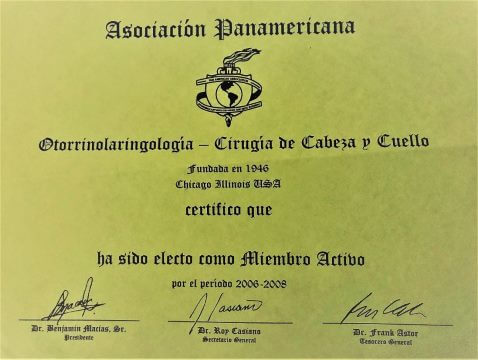 Asociación Panamericana
Otorrinolaringología – Cirugía de Cabeza y Cuello
Fundada en 1946
Chicago Illinois USA
certifico que
ha sido electo como Miembro Activo
por el período 2006-2008
Dr. Benjamin Macias, Sr.
Presidente
Dr. Roy Casiano
Secretario General
Dr. Frank Astor
Tesorero General